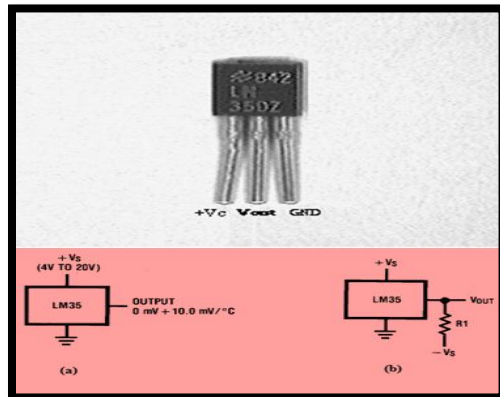 842
LM
35DZ
+Vc Vout GND
+ Vs
(4V TO 20V)
LM35
OUTPUT
0 mV + 10.0 mV/°C
(a)
+Vs
LM35
VOUT
R1
– Vs
(b)